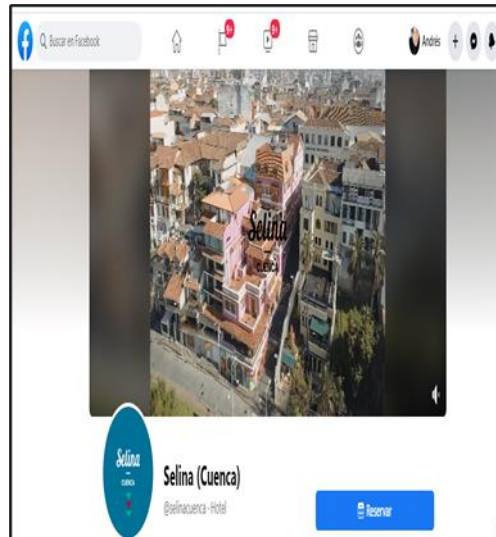 Buscar en Facebook
9+
9+
Andrés
Selina
CUENCA
Selina
CUENCA
Selina (Cuenca)
@selinacuenca · Hotel
Reservar